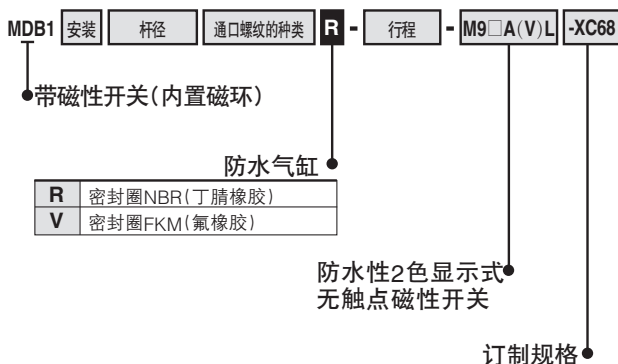 MDB1 安装 杆径 通口螺纹的种类 R - 行程 - M9□A(V)L -XC68
●带磁性开关(内置磁环)
防水气缸●
R 密封圈NBR(丁腈橡胶)
V 密封圈FKM(氟橡胶)
防水性2色显示式●
无触点磁性开关
订制规格●